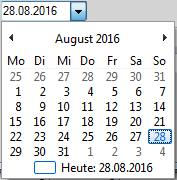 28.08.2016
August 2016
Mo Di Mi Do Fr Sa So
25 26 27 28 29 30 31
1 2 3 4 5 6 7
8 9 10 11 12 13 14
15 16 17 18 19 20 21
22 23 24 25 26 27 28
29 30 31 1 2 3 4
Heute: 28.08.2016